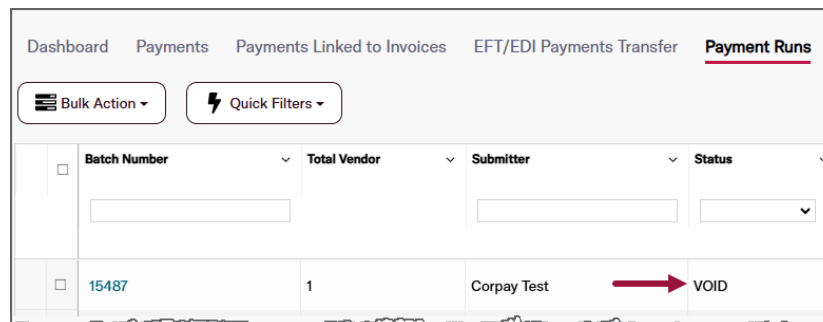 Dashboard Payments Payments Linked to Invoices EFT/EDI Payments Transfer Payment Runs
Bulk Action Quick Filters
Batch Number Total Vendor Submitter Status
15487 1 Corpay Test VOID